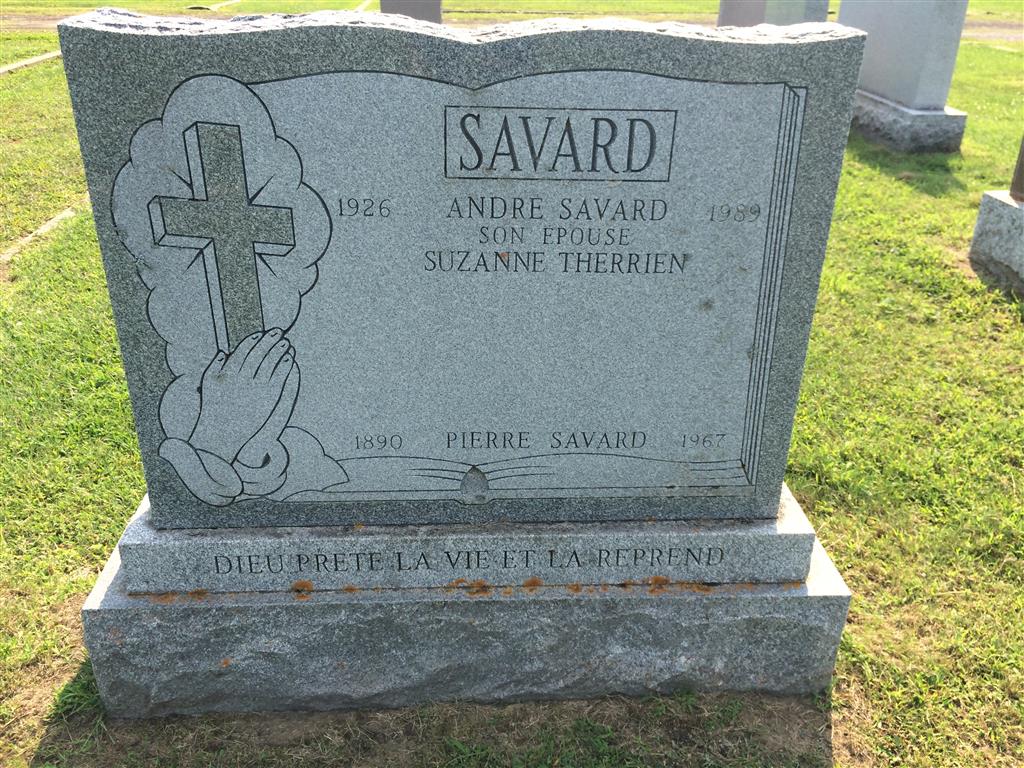 SAVARD
1926 ANDRE SAVARD 1989
SON EPOUSE
SUZANNE THERRIEN
1890 PIERRE SAVARD 1967
DIEU PRETE LA VIE ET LA REPREND